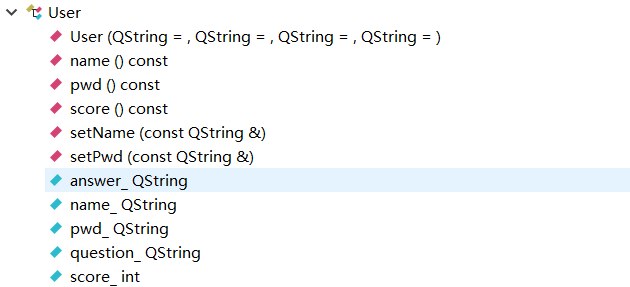 User
User (QString = , QString = , QString = , QString = )
name () const
pwd () const
score () const
setName (const QString &)
setPwd (const QString &)
answer_ QString
name_ QString
pwd_ QString
question_ QString
score_ int